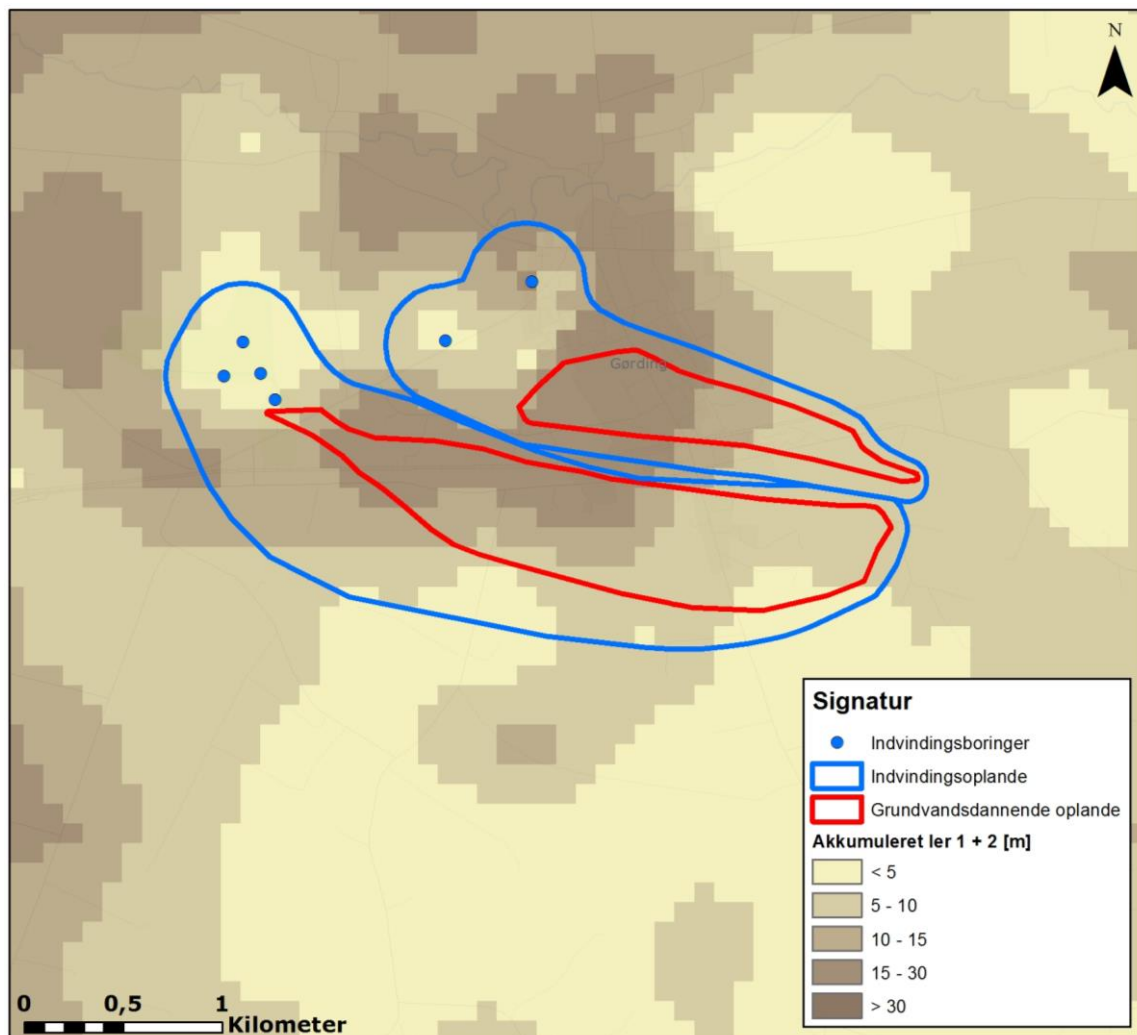 N
Gørding
Signatur
Indvindingsboringer
Indvindingsoplande
Grundvandsdannende oplande
Akkumuleret ler 1 + 2 [m]
< 5
5 - 10
10 - 15
15 - 30
> 30
0 0,5 1
Kilometer